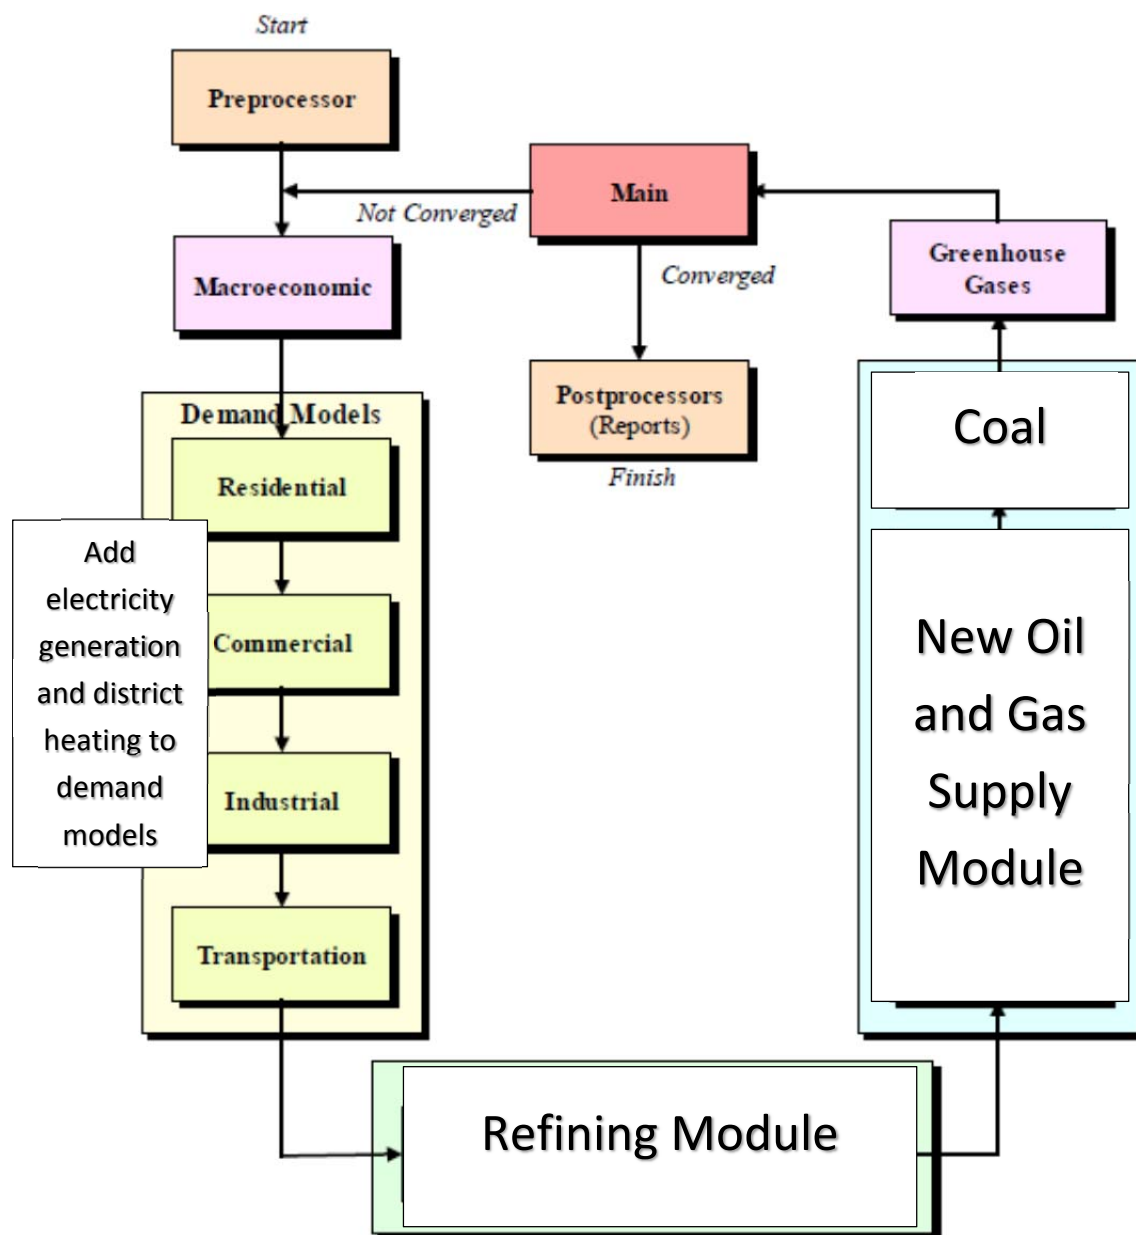 Start
Preprocessor
Main
Not Converged
Converged
Macroeconomic
Greenhouse
Gases
Postprocessors
(Reports)
Finish
Demand Models
Residential
Commercial
Industrial
Transportation
Add
electricity
generation
and district
heating to
demand
models
Refining Module
New Oil
and Gas
Supply
Module
Coal